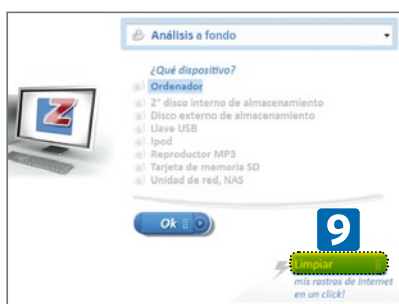 Análisis a fondo
¿Qué dispositivo?
Ordenador
2º disco interno de almacenamiento
Disco externo de almacenamiento
Llave USB
Ipod
Reproductor MP3
Tarjeta de memoria SD
Unidad de red, NAS
Ok
9
Limpiar
mis rastros de Internet
en un click!